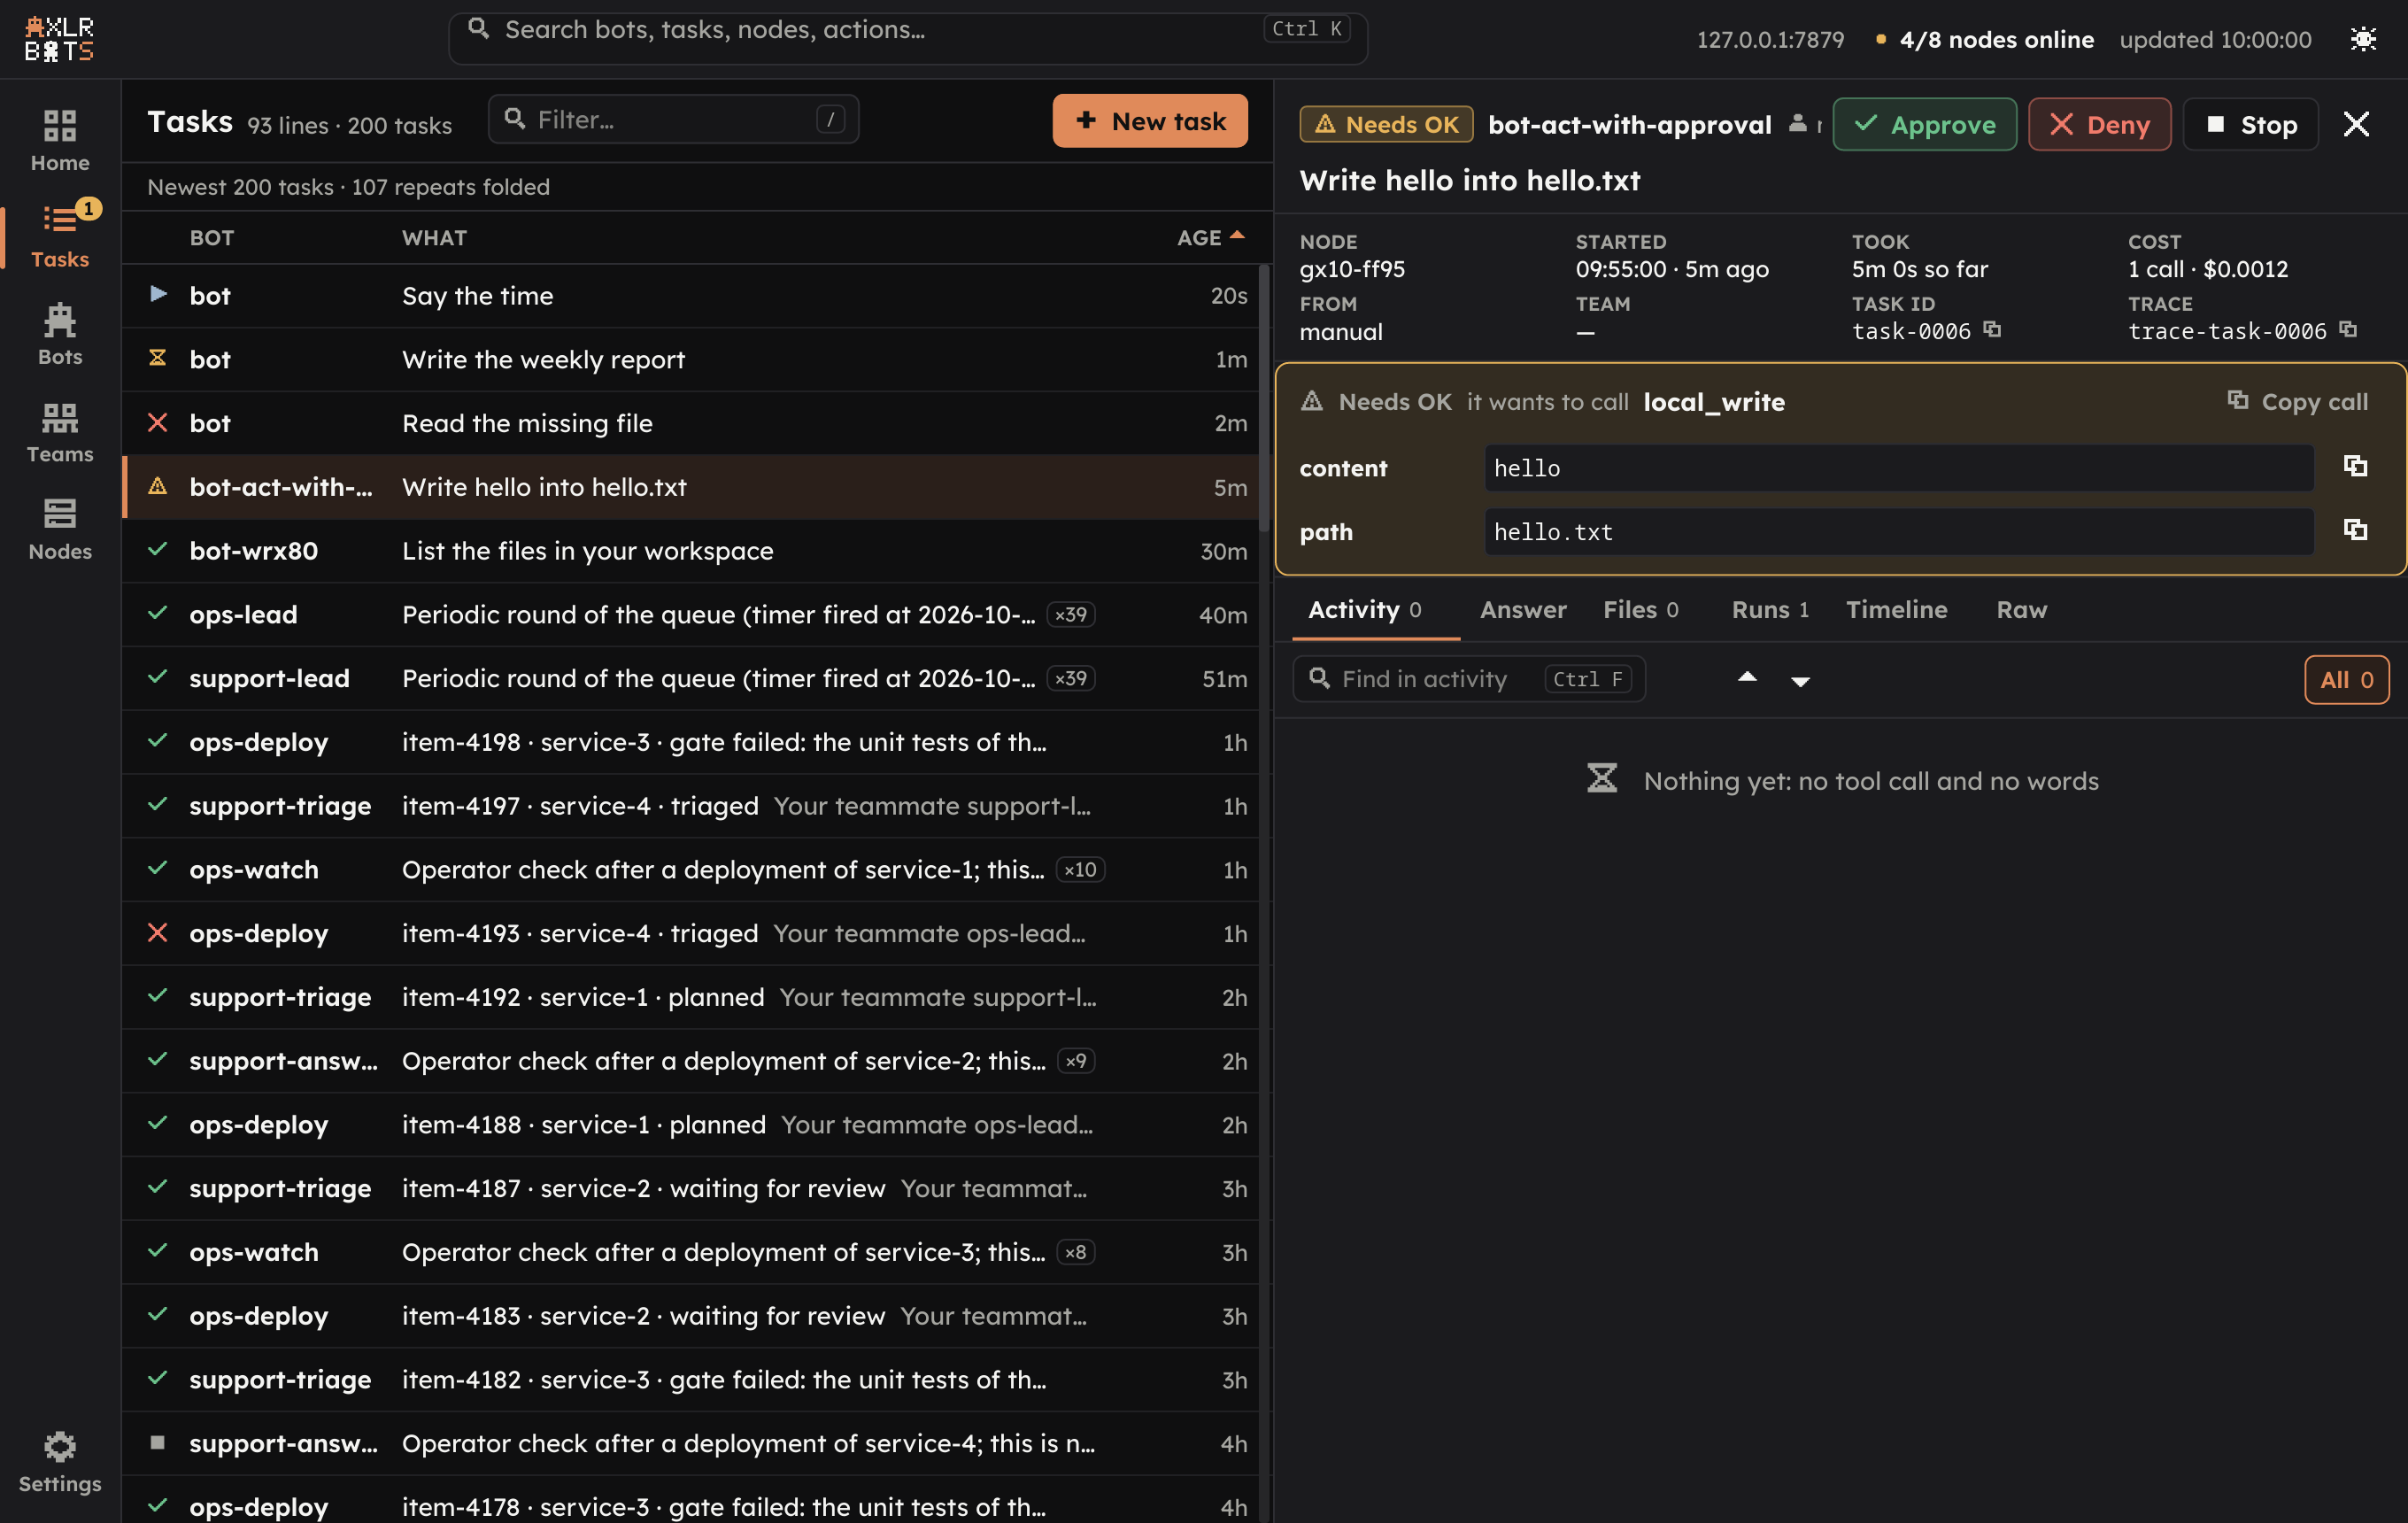 AXLR BOTS
Search bots, tasks, nodes, actions... Ctrl K
127.0.0.1:7879 4/8 nodes online updated 10:00:00
Home
1
Tasks
Bots
Teams
Nodes
Settings
Tasks 93 lines · 200 tasks Filter... / + New task
Newest 200 tasks · 107 repeats folded
BOT WHAT AGE
bot Say the time 20s
bot Write the weekly report 1m
bot Read the missing file 2m
bot-act-with-... Write hello into hello.txt 5m
bot-wrx80 List the files in your workspace 30m
ops-lead Periodic round of the queue (timer fired at 2026-10-... ×39 40m
support-lead Periodic round of the queue (timer fired at 2026-10-... ×39 51m
ops-deploy item-4198 · service-3 · gate failed: the unit tests of th... 1h
support-triage item-4197 · service-4 · triaged Your teammate support-l... 1h
ops-watch Operator check after a deployment of service-1; this... ×10 1h
ops-deploy item-4193 · service-4 · triaged Your teammate ops-lead... 1h
support-triage item-4192 · service-1 · planned Your teammate support-l... 2h
support-answ... Operator check after a deployment of service-2; this... ×9 2h
ops-deploy item-4188 · service-1 · planned Your teammate ops-lead... 2h
support-triage item-4187 · service-2 · waiting for review Your teammat... 3h
ops-watch Operator check after a deployment of service-3; this... ×8 3h
ops-deploy item-4183 · service-2 · waiting for review Your teammat... 3h
support-triage item-4182 · service-3 · gate failed: the unit tests of th... 3h
support-answ... Operator check after a deployment of service-4; this is n... 4h
ops-deploy item-4178 · service-3 · gate failed: the unit tests of th... 4h
Needs OK bot-act-with-approval Approve Deny Stop
Write hello into hello.txt
NODE STARTED TOOK COST
gx10-ff95 09:55:00 · 5m ago 5m 0s so far 1 call · $0.0012
FROM TEAM TASK ID TRACE
manual — task-0006 trace-task-0006
Needs OK it wants to call local_write Copy call
content hello
path hello.txt
Activity 0 Answer Files 0 Runs 1 Timeline Raw
Find in activity Ctrl F All 0
Nothing yet: no tool call and no words